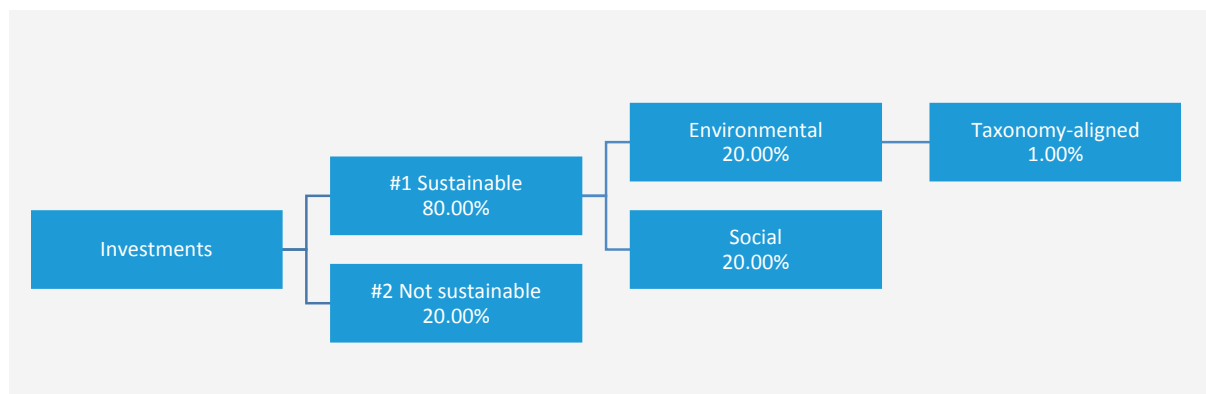 Investments
#1 Sustainable
80.00%
#2 Not sustainable
20.00%
Environmental
20.00%
Social
20.00%
Taxonomy-aligned
1.00%